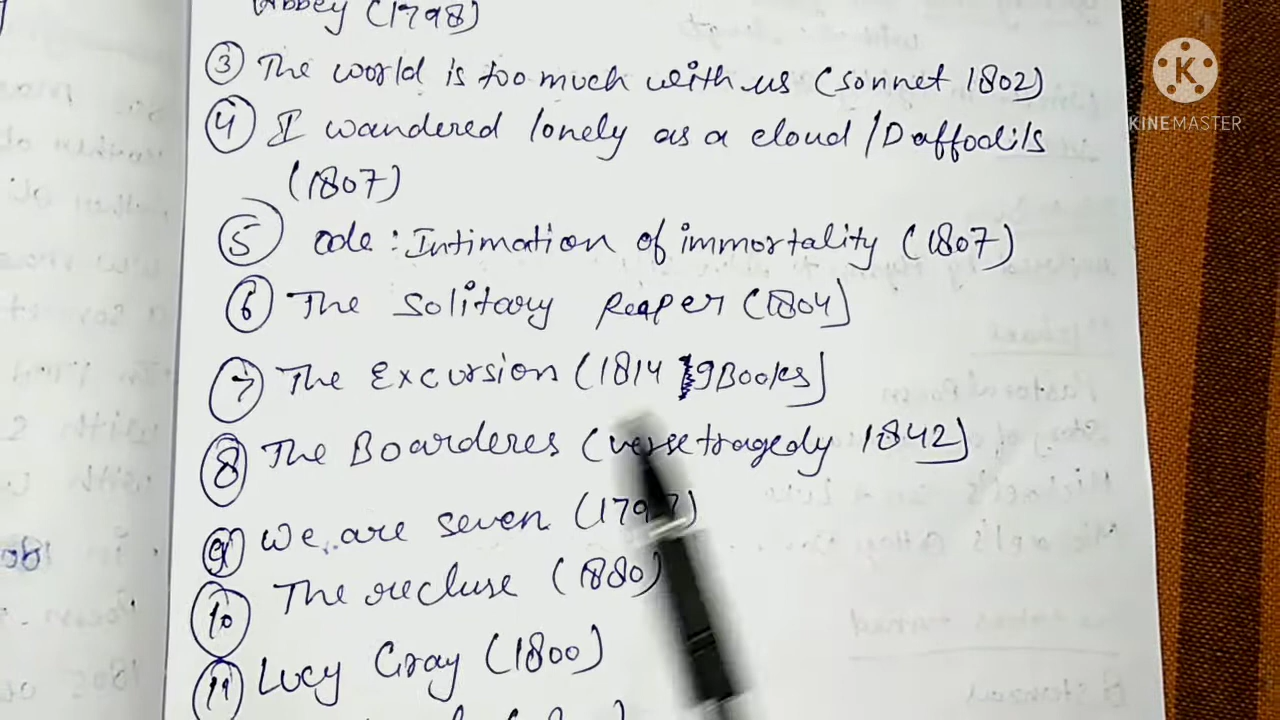 Abbey (1798)
③ The world is too much with us (Sonnet 1802)
④ I wandered lonely as a cloud / Daffodils
(1807)
⑤ ode : Intimation of immortality (1807)
⑥ The Solitary Reaper (1804)
⑦ The Excursion (1814 9Books)
⑧ The Boarderes (verse tragedy 1842)
⑨ We are seven (179
⑩ The recluse (1880)
⑪ Lucy Gray (1800)
K
KINEMASTER